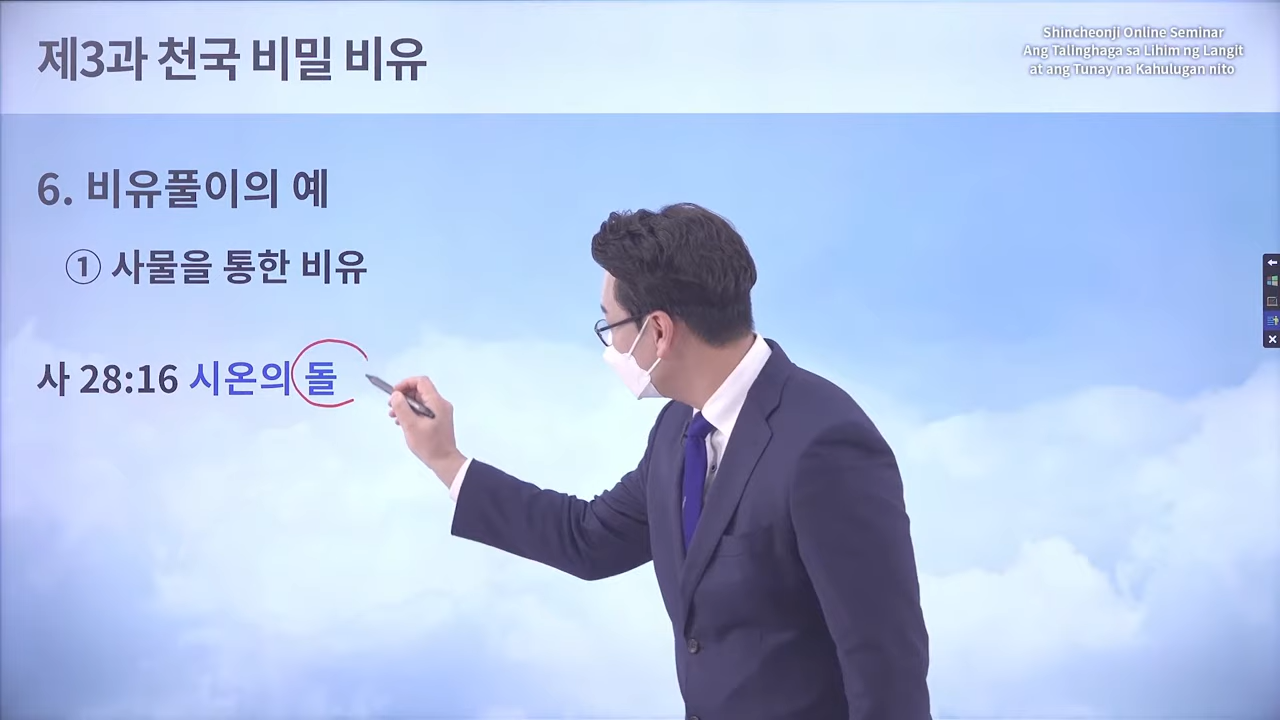 제3과 천국 비밀 비유
Shincheonji Online Seminar
Ang Talinghaga sa Lihim ng Langit
at ang Tunay na Kahulugan nito
6. 비유풀이의 예
① 사물을 통한 비유
사 28:16 시온의 돌